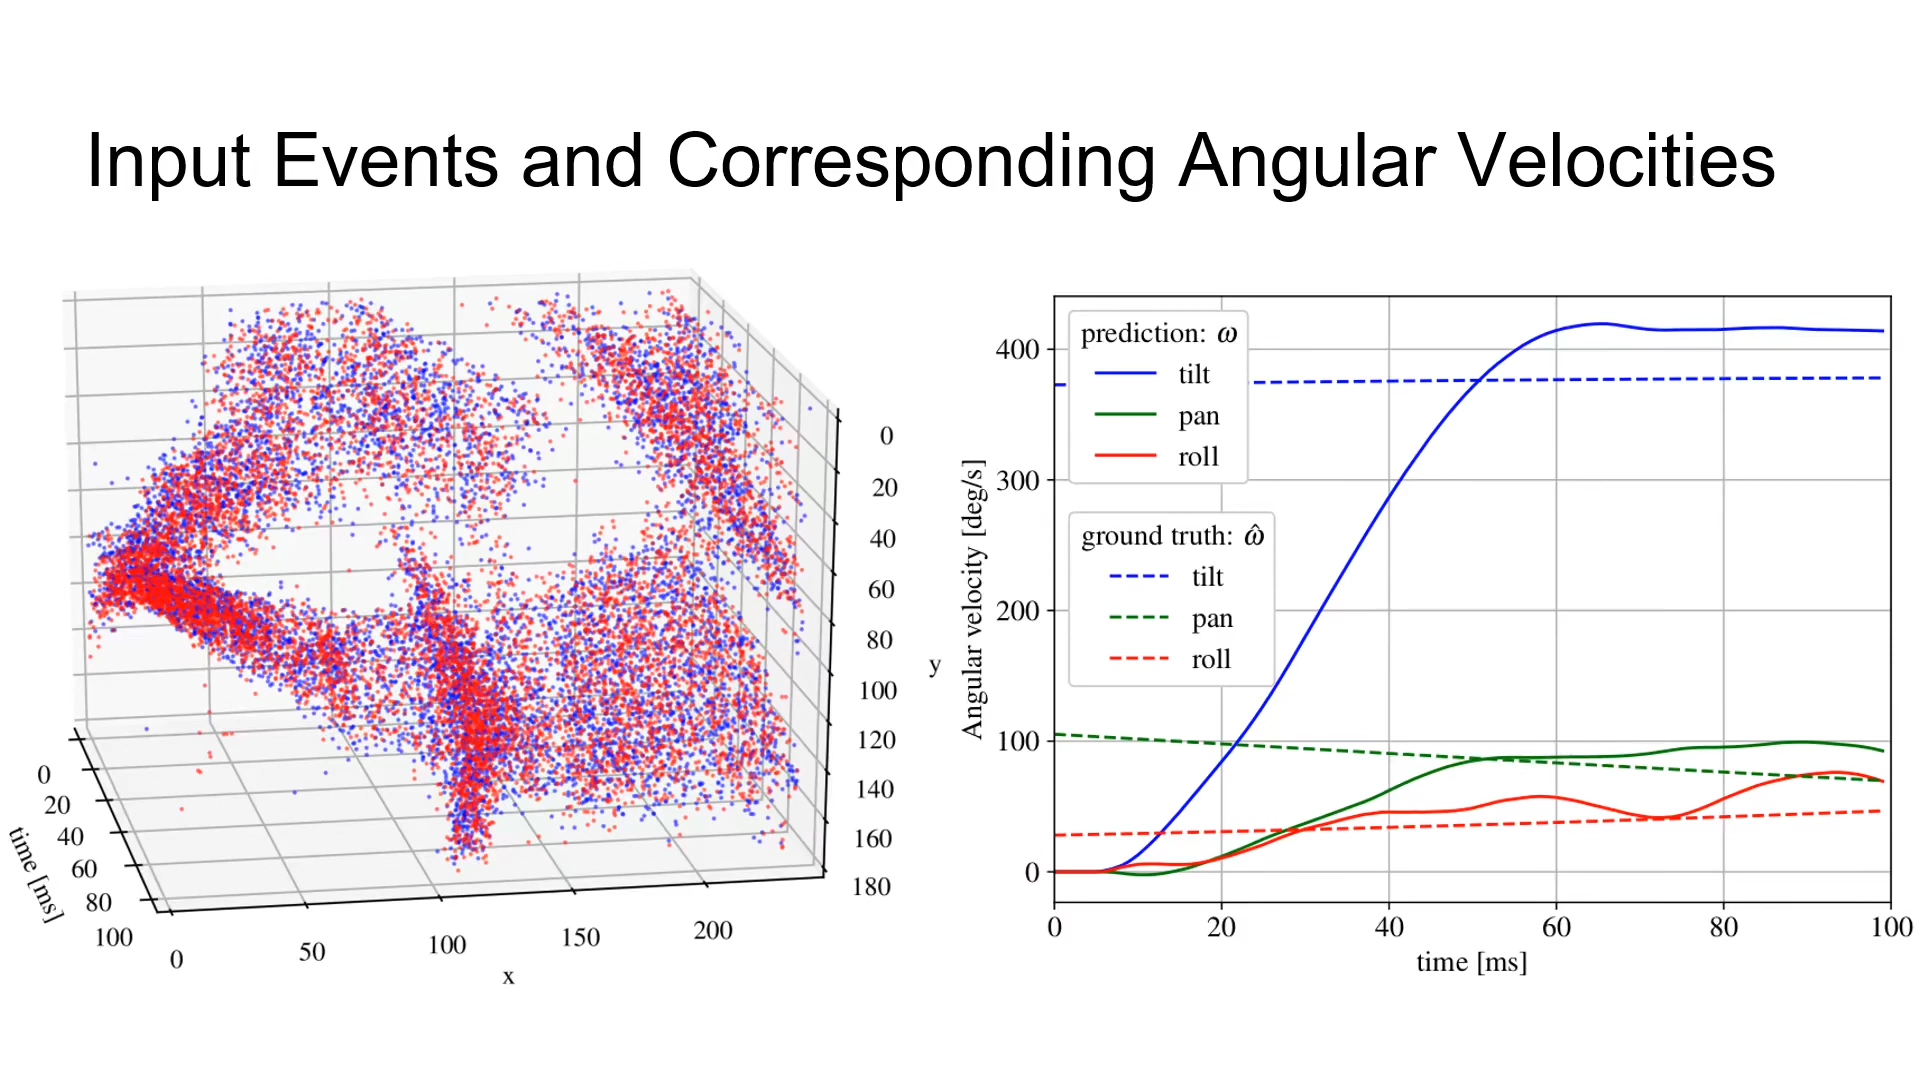 Input Events and Corresponding Angular Velocities
0
20
40
60
80
100
120
140
160
180
y
0
20
40
60
80
100
time [ms]
0
50
100
150
200
x
prediction: ω
tilt
pan
roll
ground truth: ω̂
tilt
pan
roll
Angular velocity [deg/s]
400
300
200
100
0
0
20
40
60
80
100
time [ms]